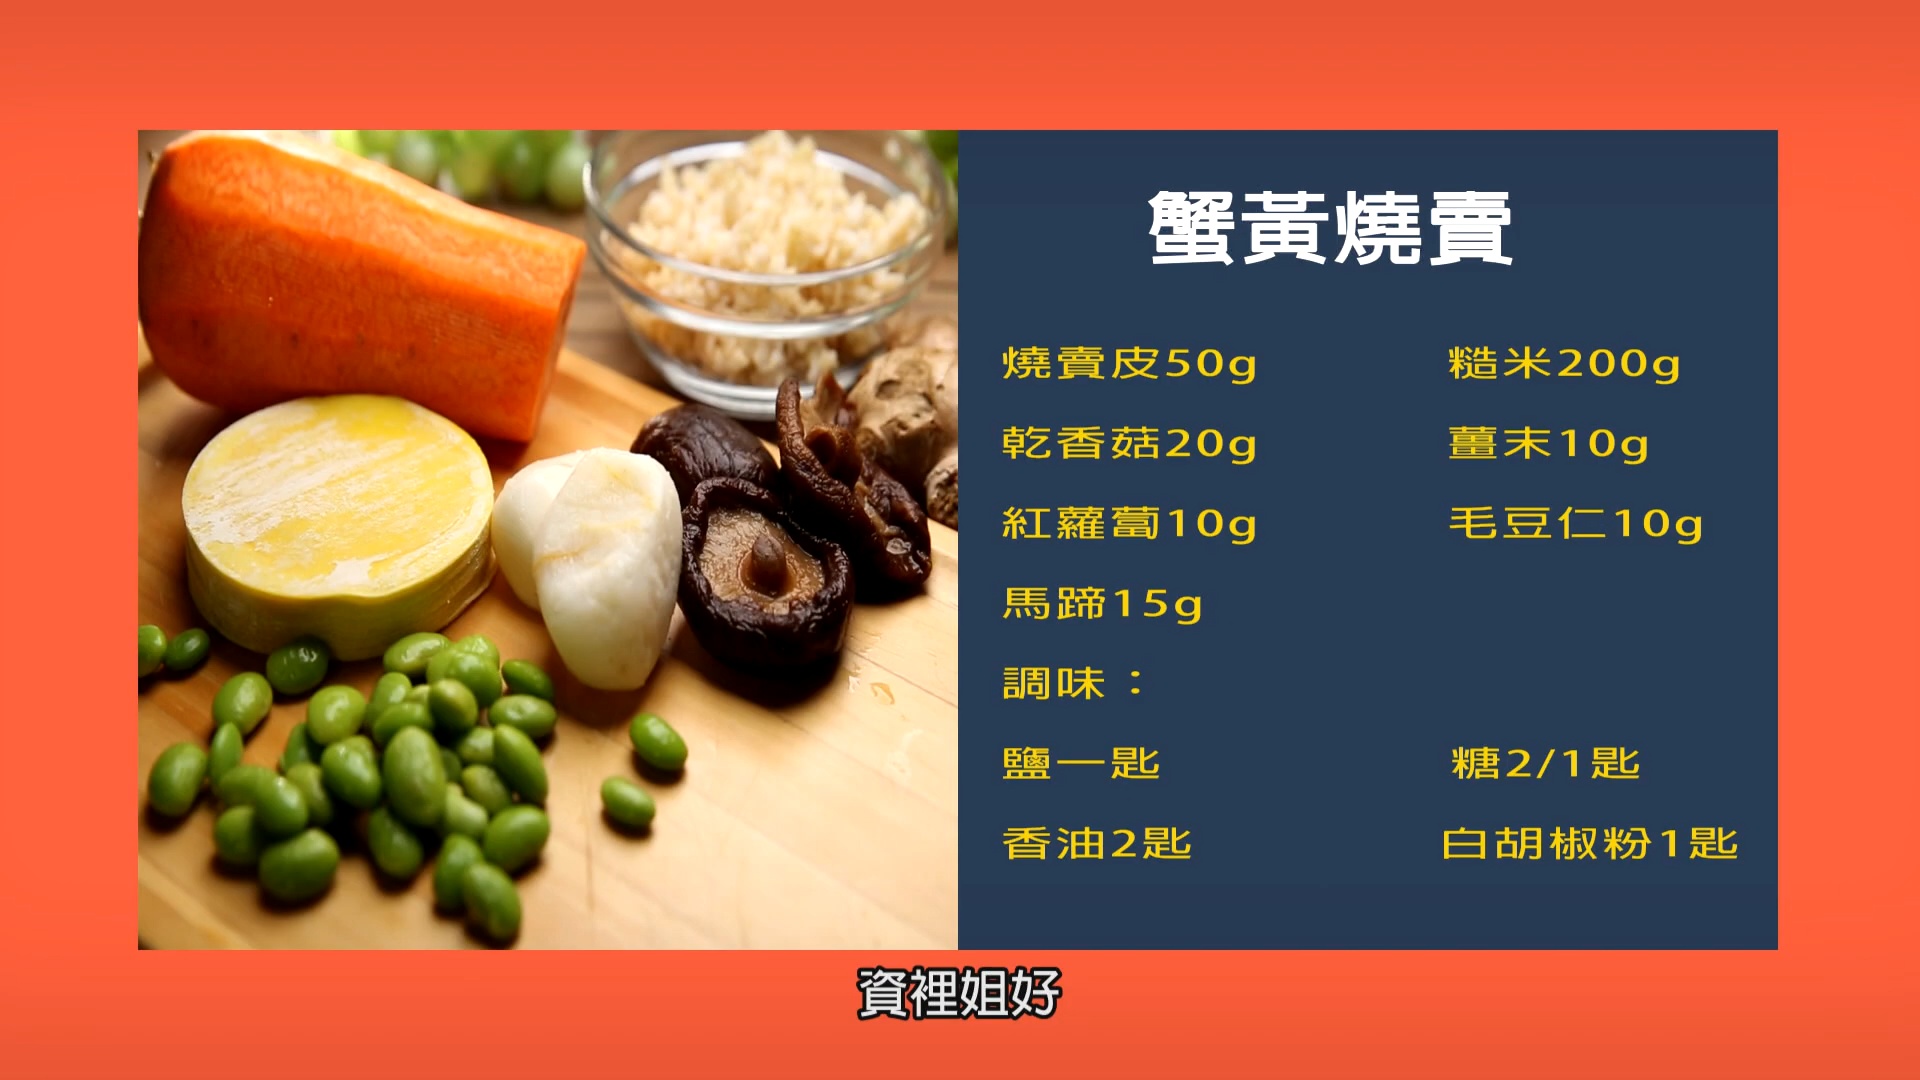 蟹黃燒賣
燒賣皮50g 糙米200g
乾香菇20g 薑末10g
紅蘿蔔10g 毛豆仁10g
馬蹄15g
調味：
鹽一匙 糖2/1匙
香油2匙 白胡椒粉1匙
資裡姐好